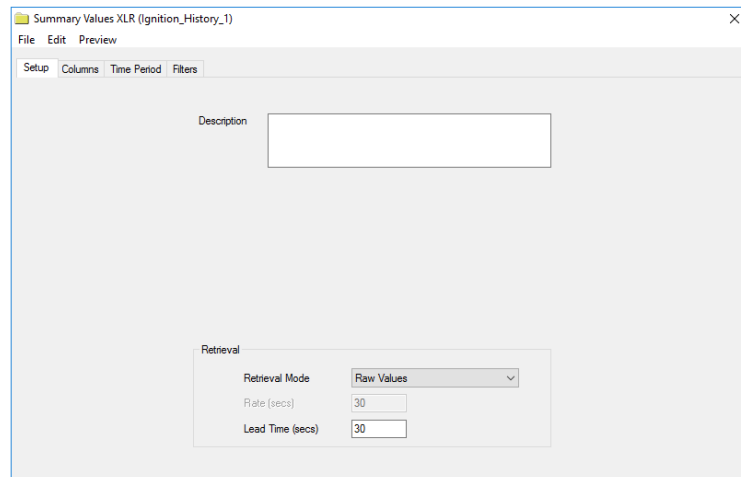 Summary Values XLR (Ignition_History_1)
File Edit Preview
Setup Columns Time Period Filters
Description
Retrieval
Retrieval Mode Raw Values
Rate (secs) 30
Lead Time (secs) 30